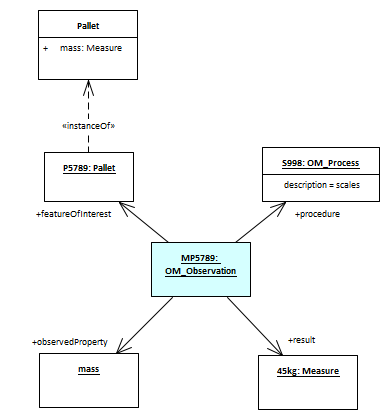 Pallet
+ mass: Measure
«instanceOf»
P5789: Pallet
S998: OM_Process
description = scales
+featureOfInterest
+procedure
MP5789:
OM_Observation
+observedProperty
+result
mass
45kg: Measure